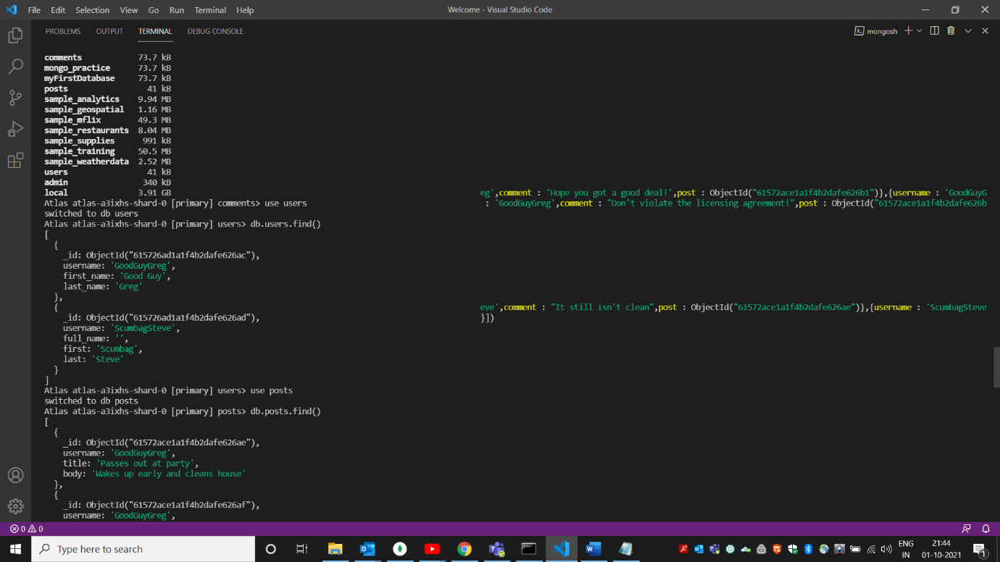 File Edit Selection View Go Run Terminal Help
Welcome - Visual Studio Code
PROBLEMS OUTPUT TERMINAL DEBUG CONSOLE
mongosh
comments 73.7 kB
mongo_practice 73.7 kB
myFirstDatabase 73.7 kB
posts 41 kB
sample_analytics 9.94 MB
sample_geospatial 1.16 MB
sample_mflix 49.3 MB
sample_restaurants 8.04 MB
sample_supplies 991 kB
sample_training 50.5 MB
sample_weatherdata 2.52 MB
users 41 kB
admin 340 kB
local 3.91 GB eg',comment : 'Hope you got a good deal!',post : ObjectId("61572ace1a1f4b2dafe626b1")},{username : 'GoodGuyG
Atlas atlas-a3ixhs-shard-0 [primary] comments> use users : 'GoodGuyGreg',comment : "Don't violate the licensing agreement!",post : ObjectId("61572ace1a1f4b2dafe626b
switched to db users
Atlas atlas-a3ixhs-shard-0 [primary] users> db.users.find()
[
{
_id: ObjectId("615726ad1a1f4b2dafe626ac"),
username: 'GoodGuyGreg',
first_name: 'Good Guy',
last_name: 'Greg'
},
{ eve',comment : "It still isn't clean",post : ObjectId("61572ace1a1f4b2dafe626ae")},{username : 'ScumbagSteve
_id: ObjectId("615726ad1a1f4b2dafe626ad"), }])
username: 'ScumbagSteve',
full_name: '',
first: 'Scumbag',
last: 'Steve'
}
]
Atlas atlas-a3ixhs-shard-0 [primary] users> use posts
switched to db posts
Atlas atlas-a3ixhs-shard-0 [primary] posts> db.posts.find()
[
{
_id: ObjectId("61572ace1a1f4b2dafe626ae"),
username: 'GoodGuyGreg',
title: 'Passes out at party',
body: 'Wakes up early and cleans house'
},
{
_id: ObjectId("61572ace1a1f4b2dafe626af"),
username: 'GoodGuyGreg',
0 0
Type here to search
ENG 21:44
IN 01-10-2021 1